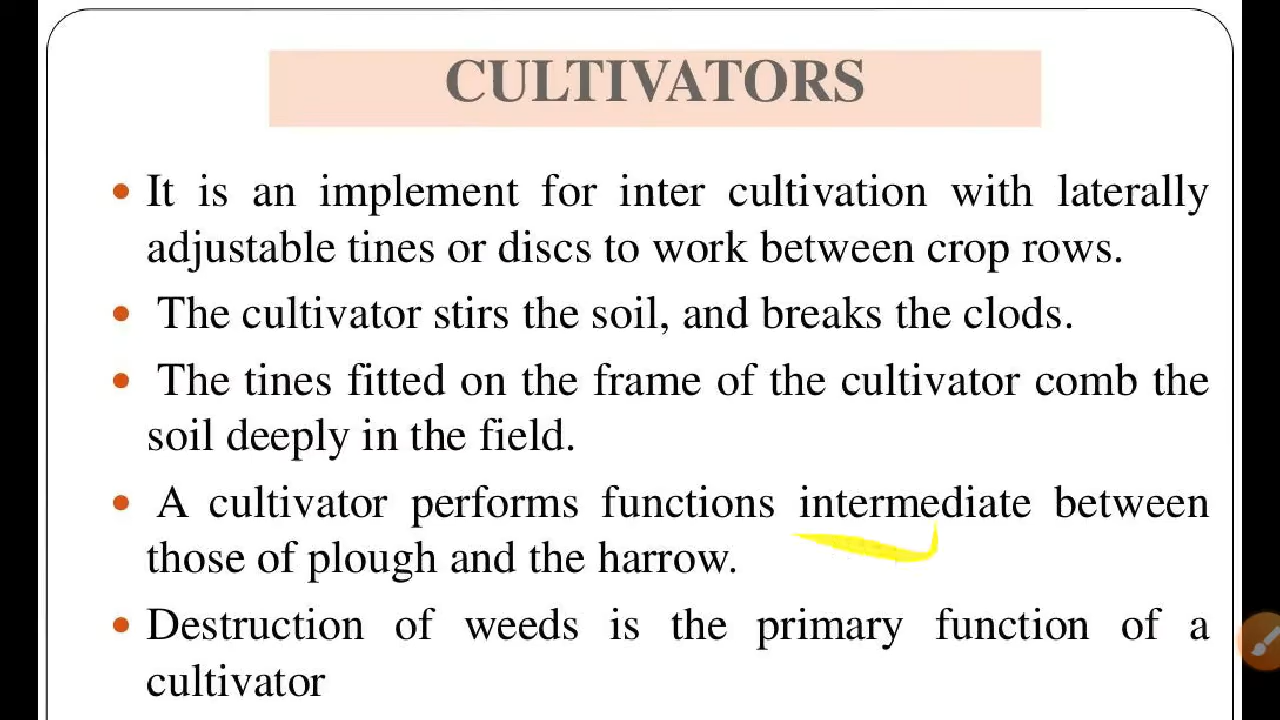 CULTIVATORS
It is an implement for inter cultivation with laterally
adjustable tines or discs to work between crop rows.
The cultivator stirs the soil, and breaks the clods.
The tines fitted on the frame of the cultivator comb the
soil deeply in the field.
A cultivator performs functions intermediate between
those of plough and the harrow.
Destruction of weeds is the primary function of a
cultivator